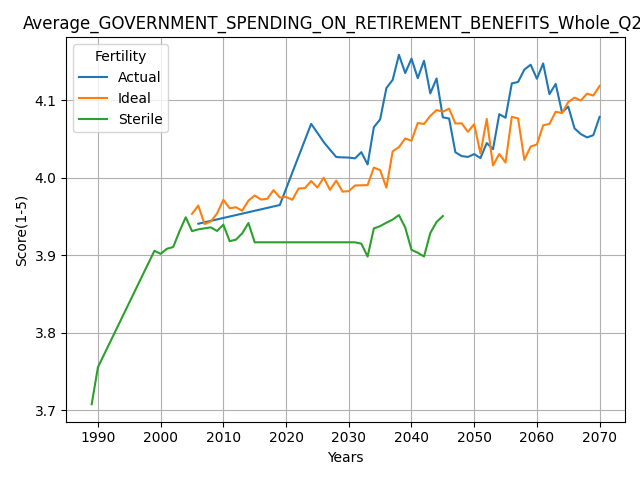 Average_GOVERNMENT_SPENDING_ON_RETIREMENT_BENEFITS_Whole_Q2
Fertility
Actual
Ideal
Sterile
Score(1-5)
4.1
4.0
3.9
3.8
3.7
1990 2000 2010 2020 2030 2040 2050 2060 2070
Years